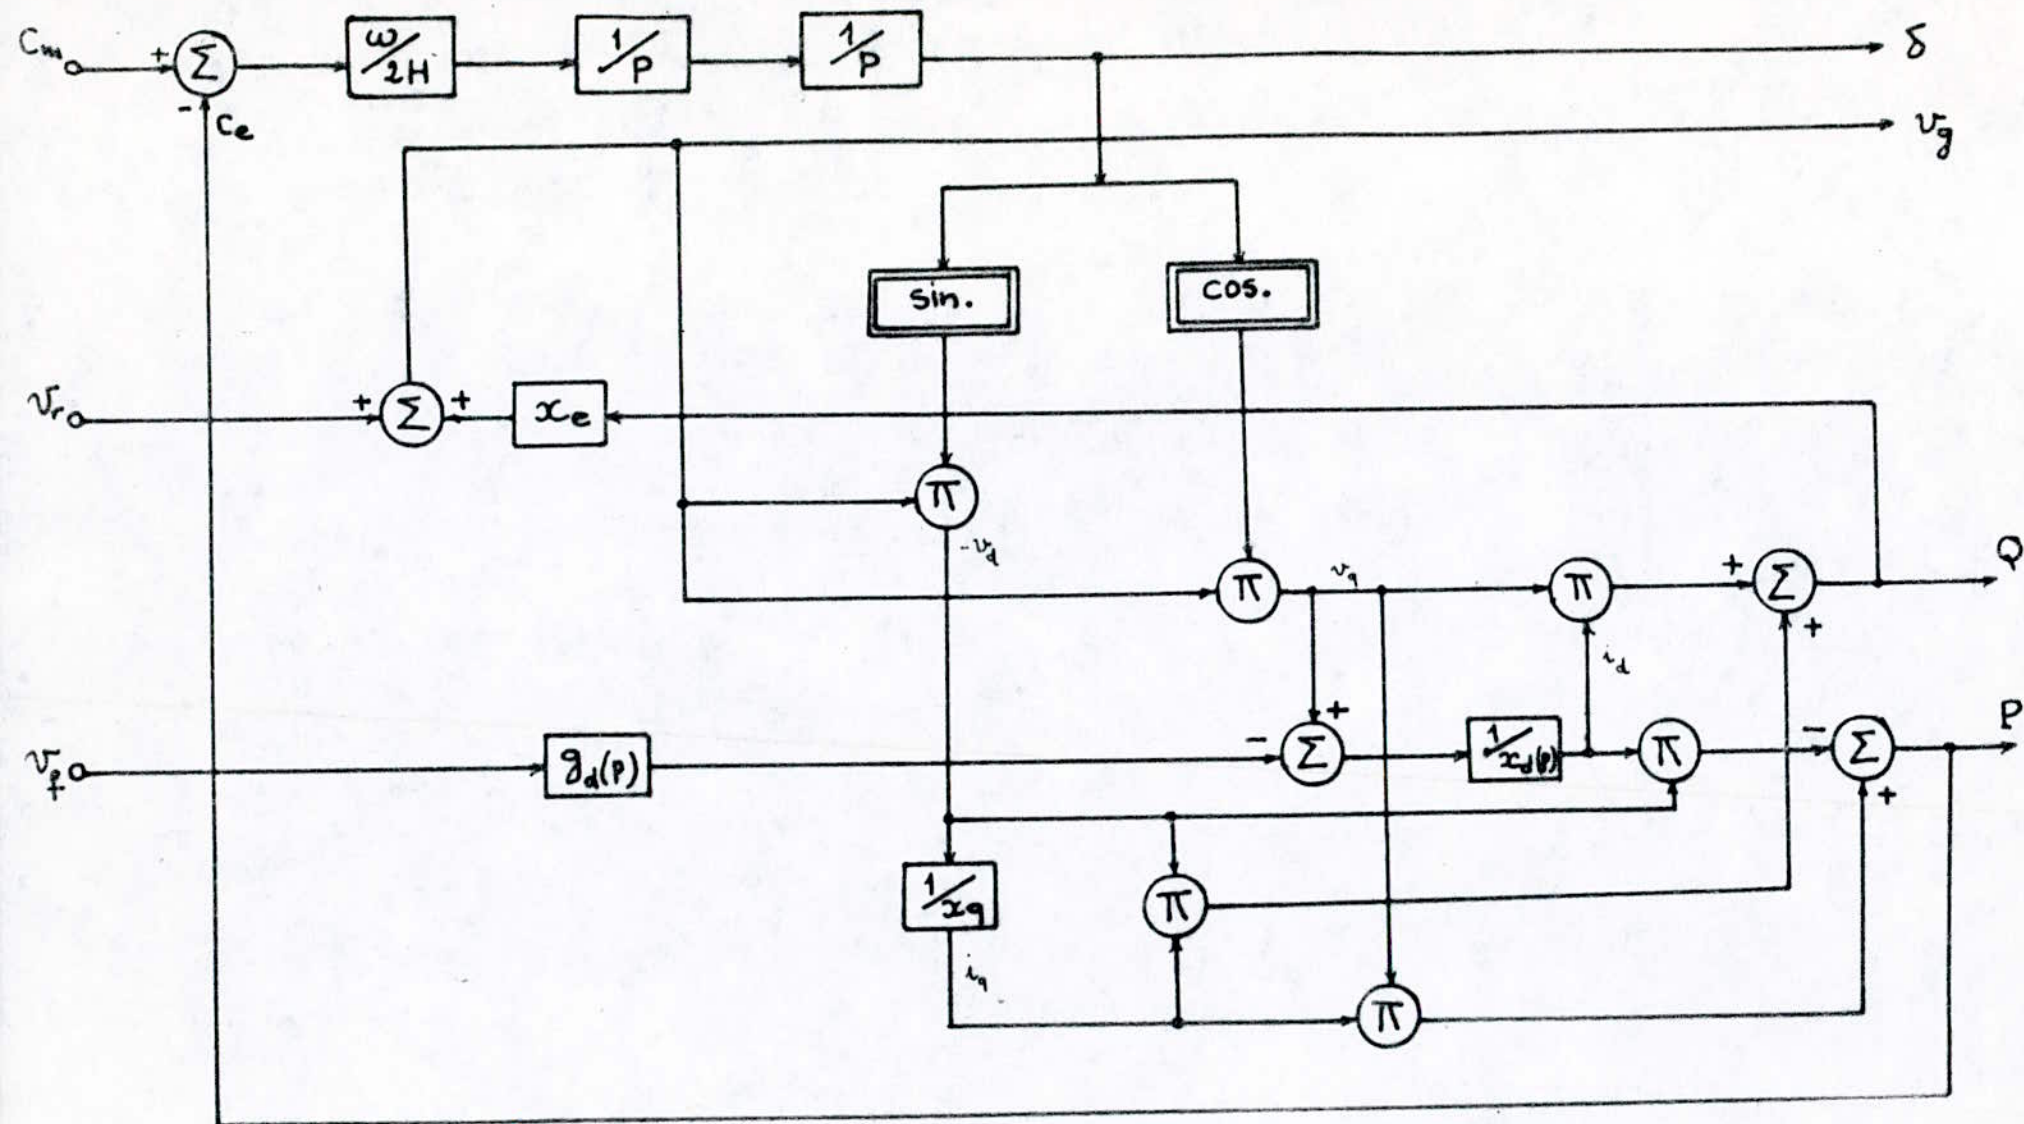 Cm + Σ ω/2H 1/P 1/P δ
- Ce
vg
sin. cos.
vr + Σ + xe
Π
-vd
Π vq Π + Σ Q
+
id
+
vf gd(p) - Σ 1/xd(p) Π - Σ P
+
1/xq Π
iq
Π